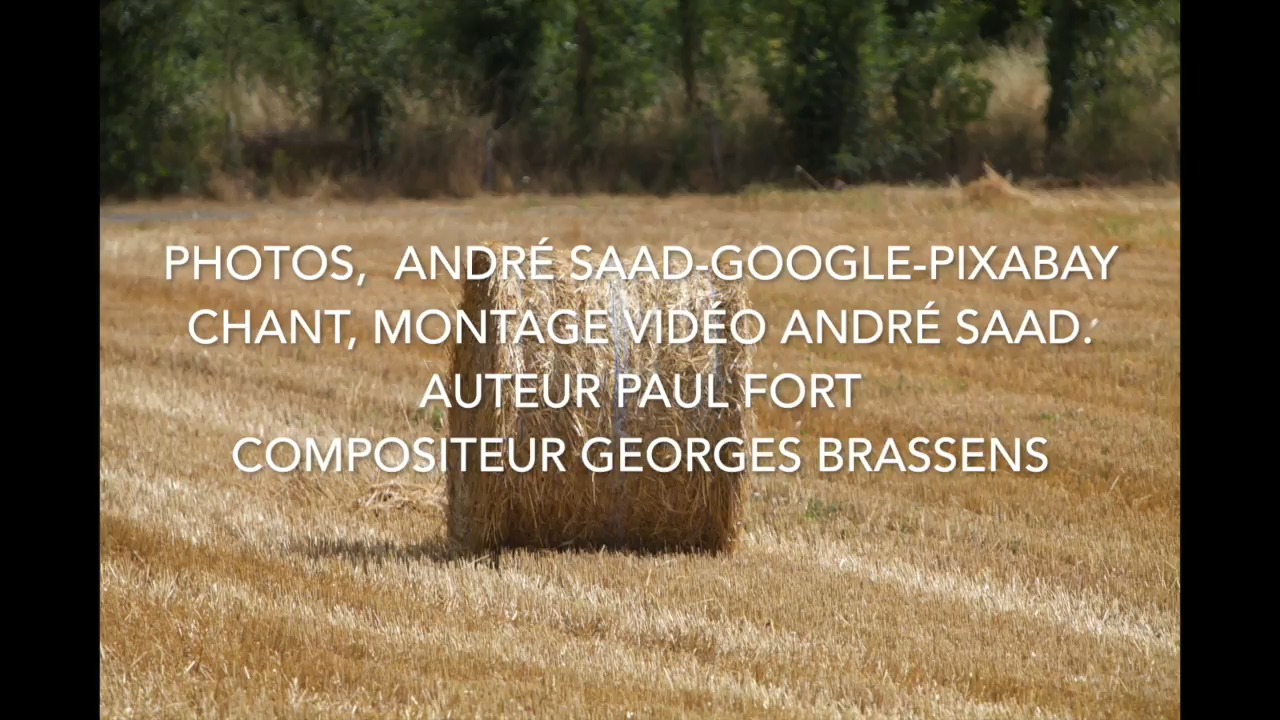 PHOTOS, ANDRÉ SAAD-GOOGLE-PIXABAY
CHANT, MONTAGE VIDÉO ANDRÉ SAAD.
AUTEUR PAUL FORT
COMPOSITEUR GEORGES BRASSENS